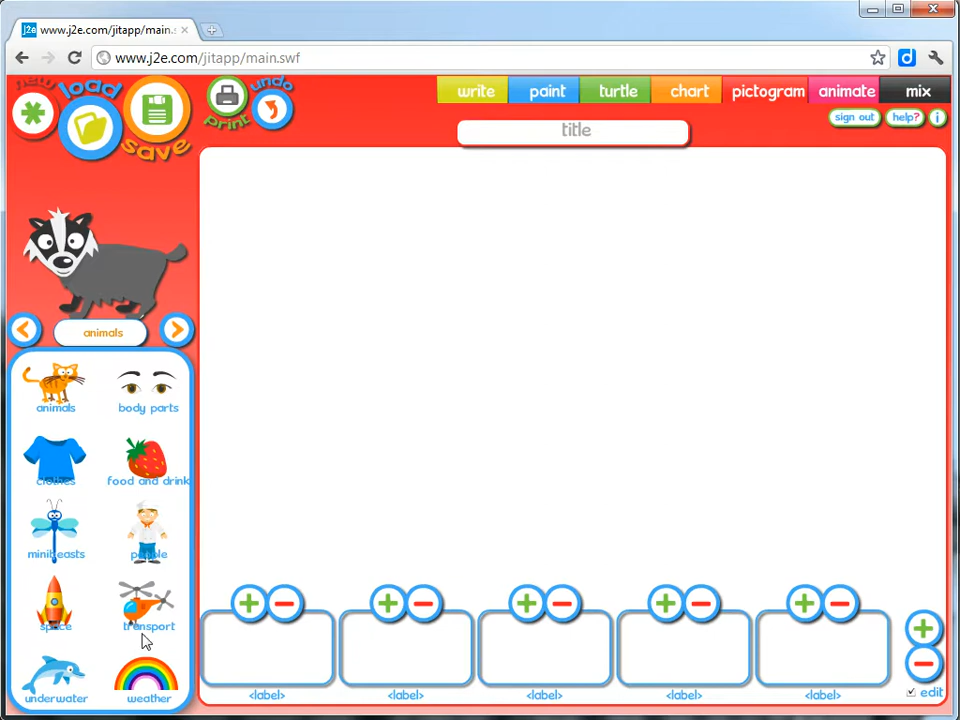 www.j2e.com/jitapp/main.s
www.j2e.com/jitapp/main.swf
new
load
save
print
undo
write
paint
turtle
chart
pictogram
animate
mix
sign out
help?
i
title
animals
animals
body parts
clothes
food and drink
minibeasts
people
space
transport
underwater
weather
<label>
<label>
<label>
<label>
<label>
edit